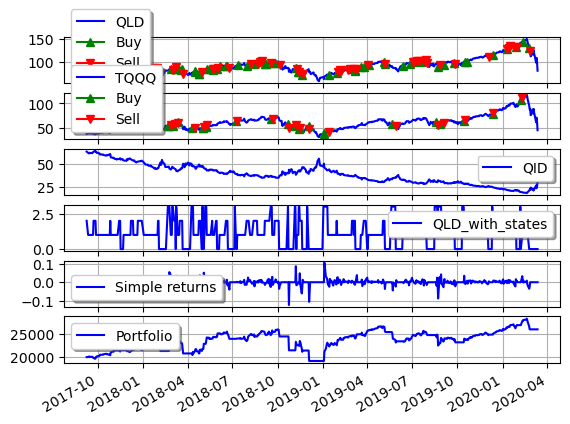 QLD
Buy
Sell
150
100
TQQQ
Buy
Sell
100
50
QID
50
25
QLD_with_states
2.5
0.0
Simple returns
0.1
0.0
−0.1
Portfolio
25000
20000
2017-10
2018-01
2018-04
2018-07
2018-10
2019-01
2019-04
2019-07
2019-10
2020-01
2020-04